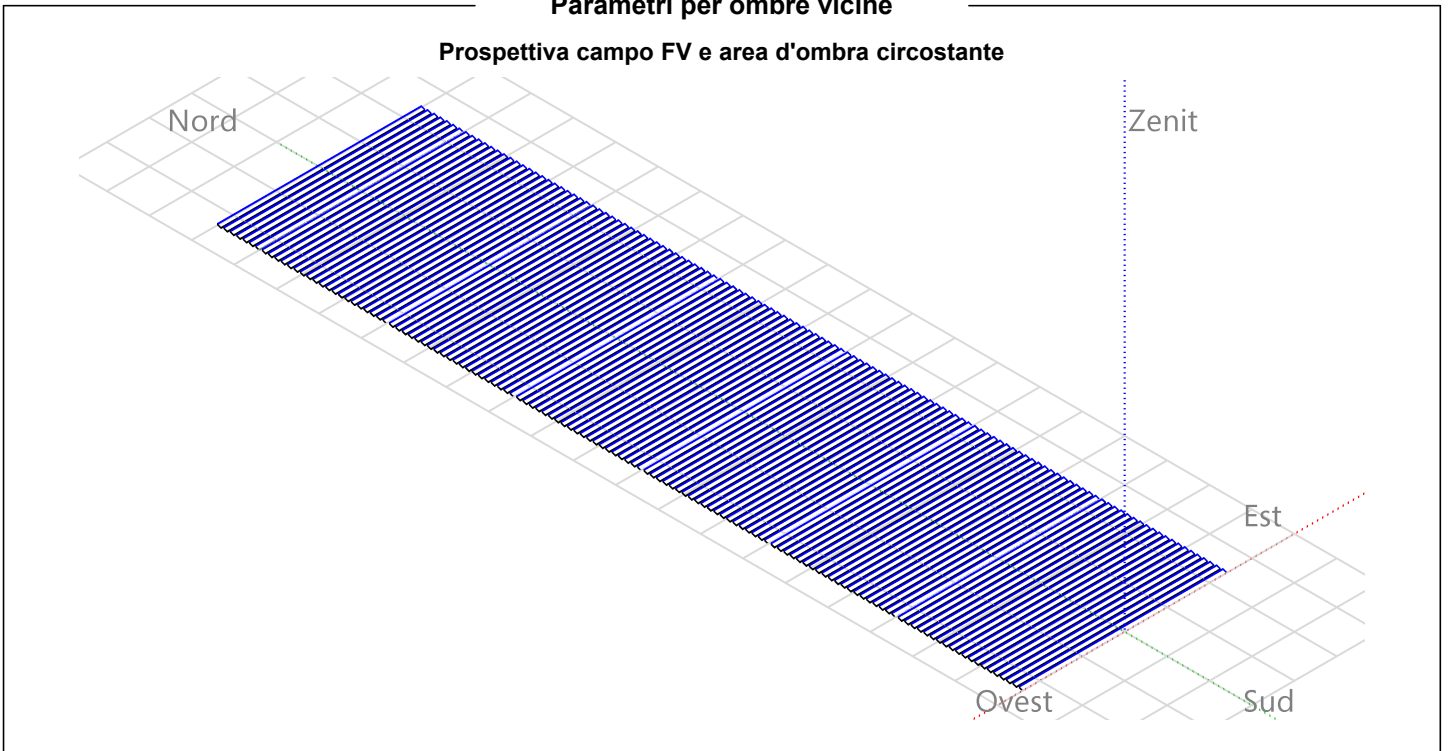 Parametri per ombre vicine
Prospettiva campo FV e area d'ombra circostante
Nord
Zenit
Est
Ovest
Sud